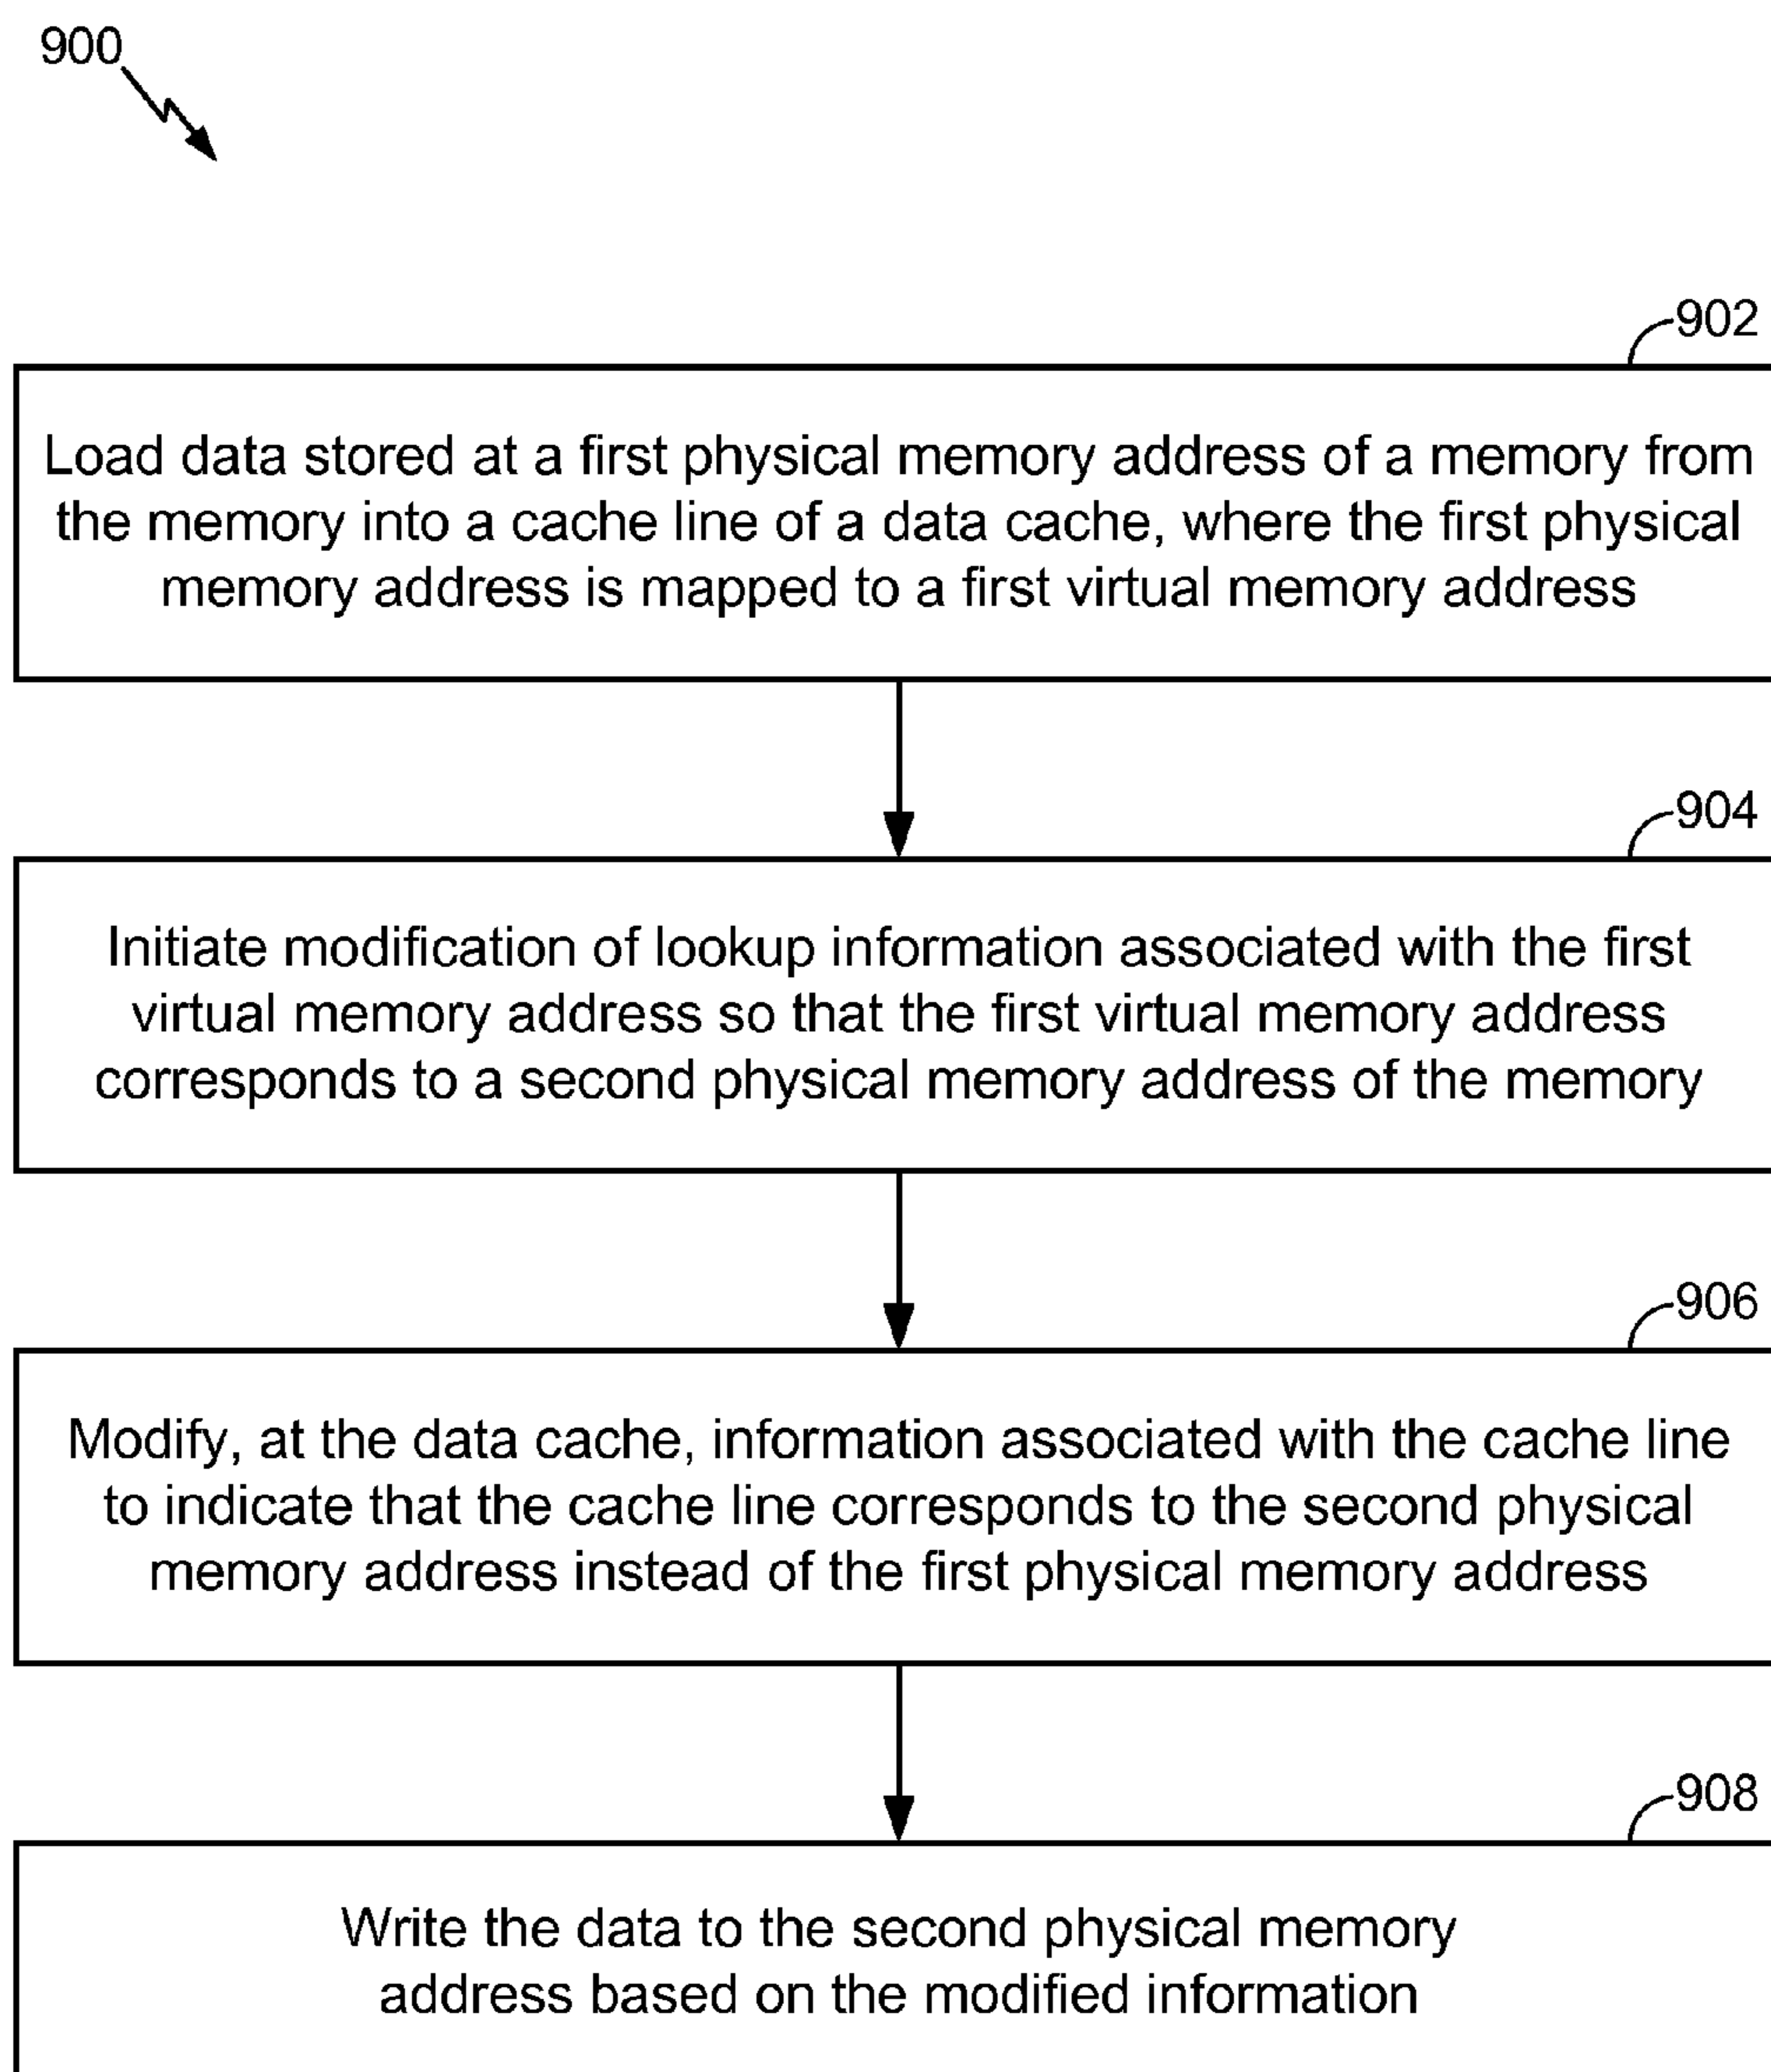 900
902
Load data stored at a first physical memory address of a memory from
the memory into a cache line of a data cache, where the first physical
memory address is mapped to a first virtual memory address
904
Initiate modification of lookup information associated with the first
virtual memory address so that the first virtual memory address
corresponds to a second physical memory address of the memory
906
Modify, at the data cache, information associated with the cache line
to indicate that the cache line corresponds to the second physical
memory address instead of the first physical memory address
908
Write the data to the second physical memory
address based on the modified information